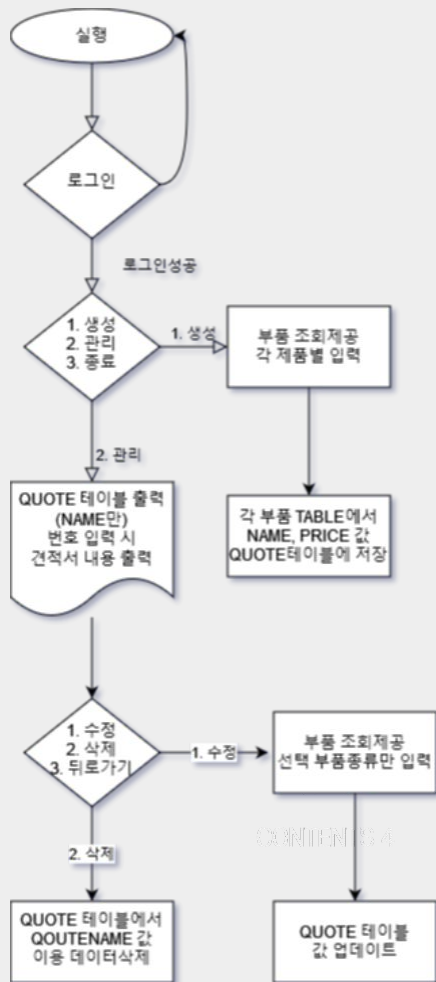 실행
로그인
로그인성공
1. 생성
2. 관리
3. 종료
1. 생성
부품 조회제공
각 제품별 입력
2. 관리
QUOTE 테이블 출력
(NAME만)
번호 입력 시
견적서 내용 출력
각 부품 TABLE에서
NAME, PRICE 값
QUOTE테이블에 저장
1. 수정
2. 삭제
3. 뒤로가기
1. 수정
부품 조회제공
선택 부품종류만 입력
2. 삭제
QUOTE 테이블에서
QOUTENAME 값
이용 데이터삭제
QUOTE 테이블
값 업데이트